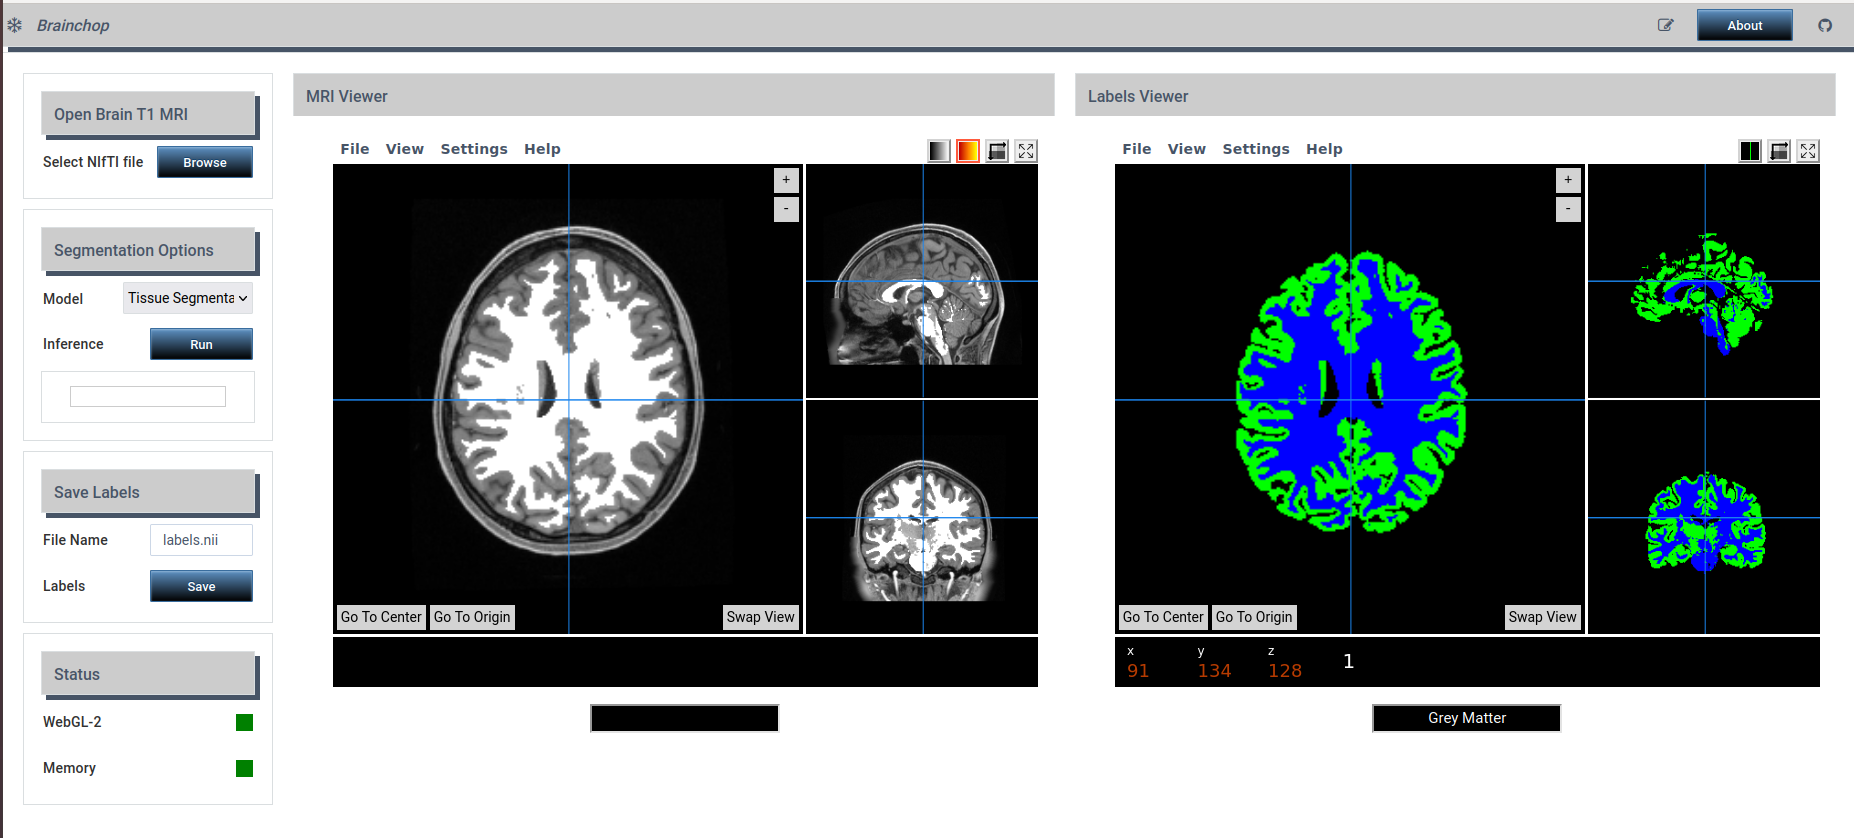 Brainchop
About
Open Brain T1 MRI
Select NIfTI file
Browse
Segmentation Options
Model
Tissue Segmenta
Inference
Run
Save Labels
File Name
labels.nii
Labels
Save
Status
WebGL-2
Memory
MRI Viewer
File View Settings Help
+
-
Go To Center Go To Origin Swap View
Labels Viewer
File View Settings Help
+
-
Go To Center Go To Origin Swap View
x y z
91 134 128 1
Grey Matter